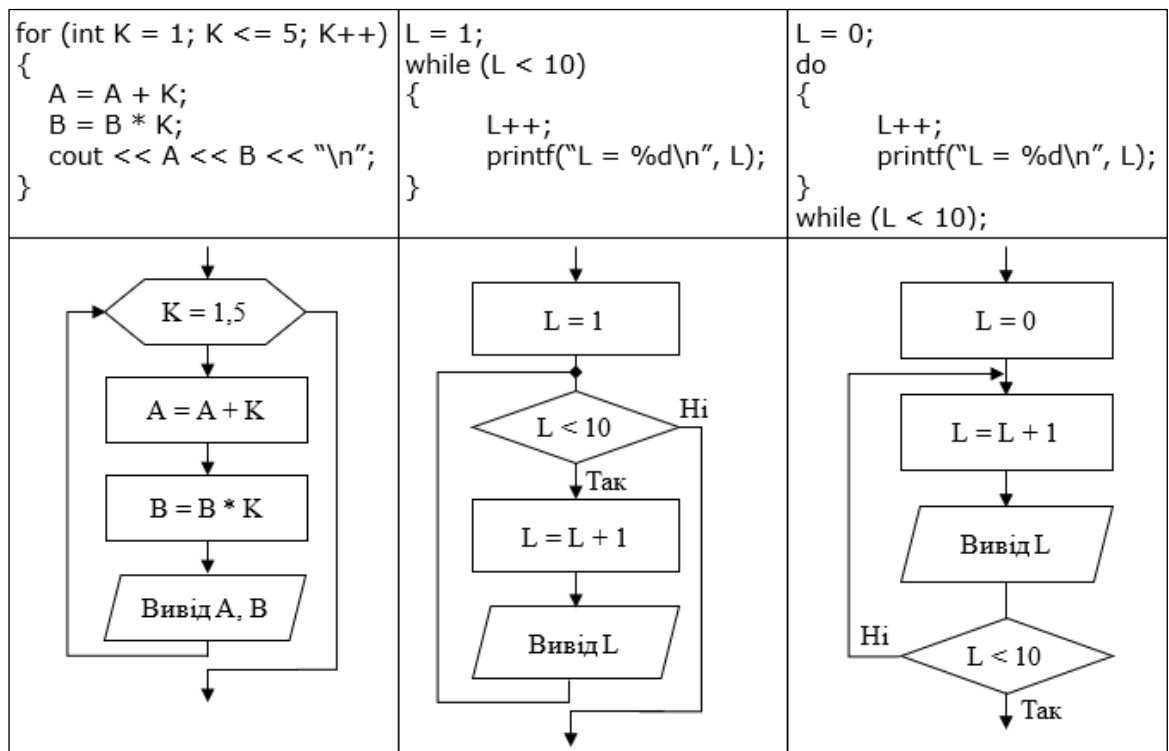 for (int K = 1; K <= 5; K++)
{
A = A + K;
B = B * K;
cout << A << B << “\n”;
}
L = 1;
while (L < 10)
{
L++;
printf(“L = %d\n”, L);
}
L = 0;
do
{
L++;
printf(“L = %d\n”, L);
}
while (L < 10);
K = 1,5
A = A + K
B = B * K
Вивід A, B
L = 1
L < 10
Ні
Так
L = L + 1
Вивід L
L = 0
L = L + 1
Вивід L
Ні
L < 10
Так